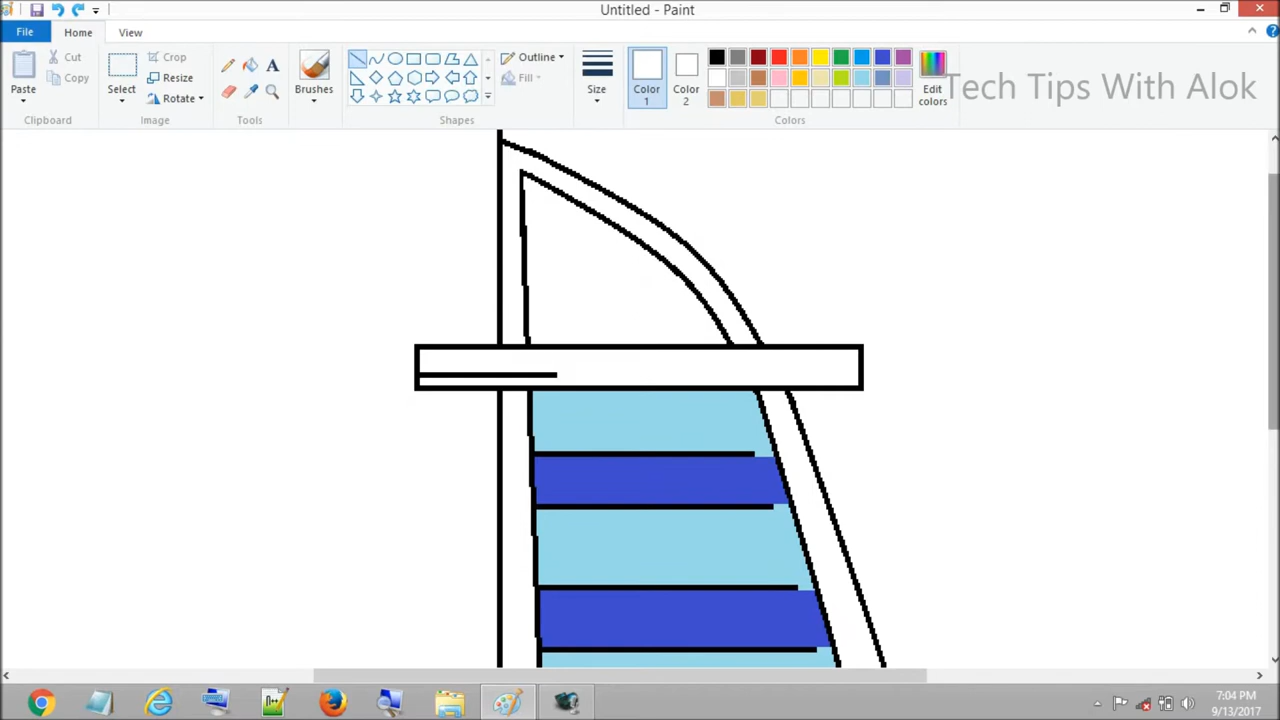 Untitled - Paint
File
Home
View
Paste
Cut
Copy
Clipboard
Select
Crop
Resize
Rotate
Image
A
Tools
Brushes
Shapes
Outline
Fill
Size
Color 1
Color 2
Edit colors
Colors
Tech Tips With Alok
7:04 PM
9/13/2017